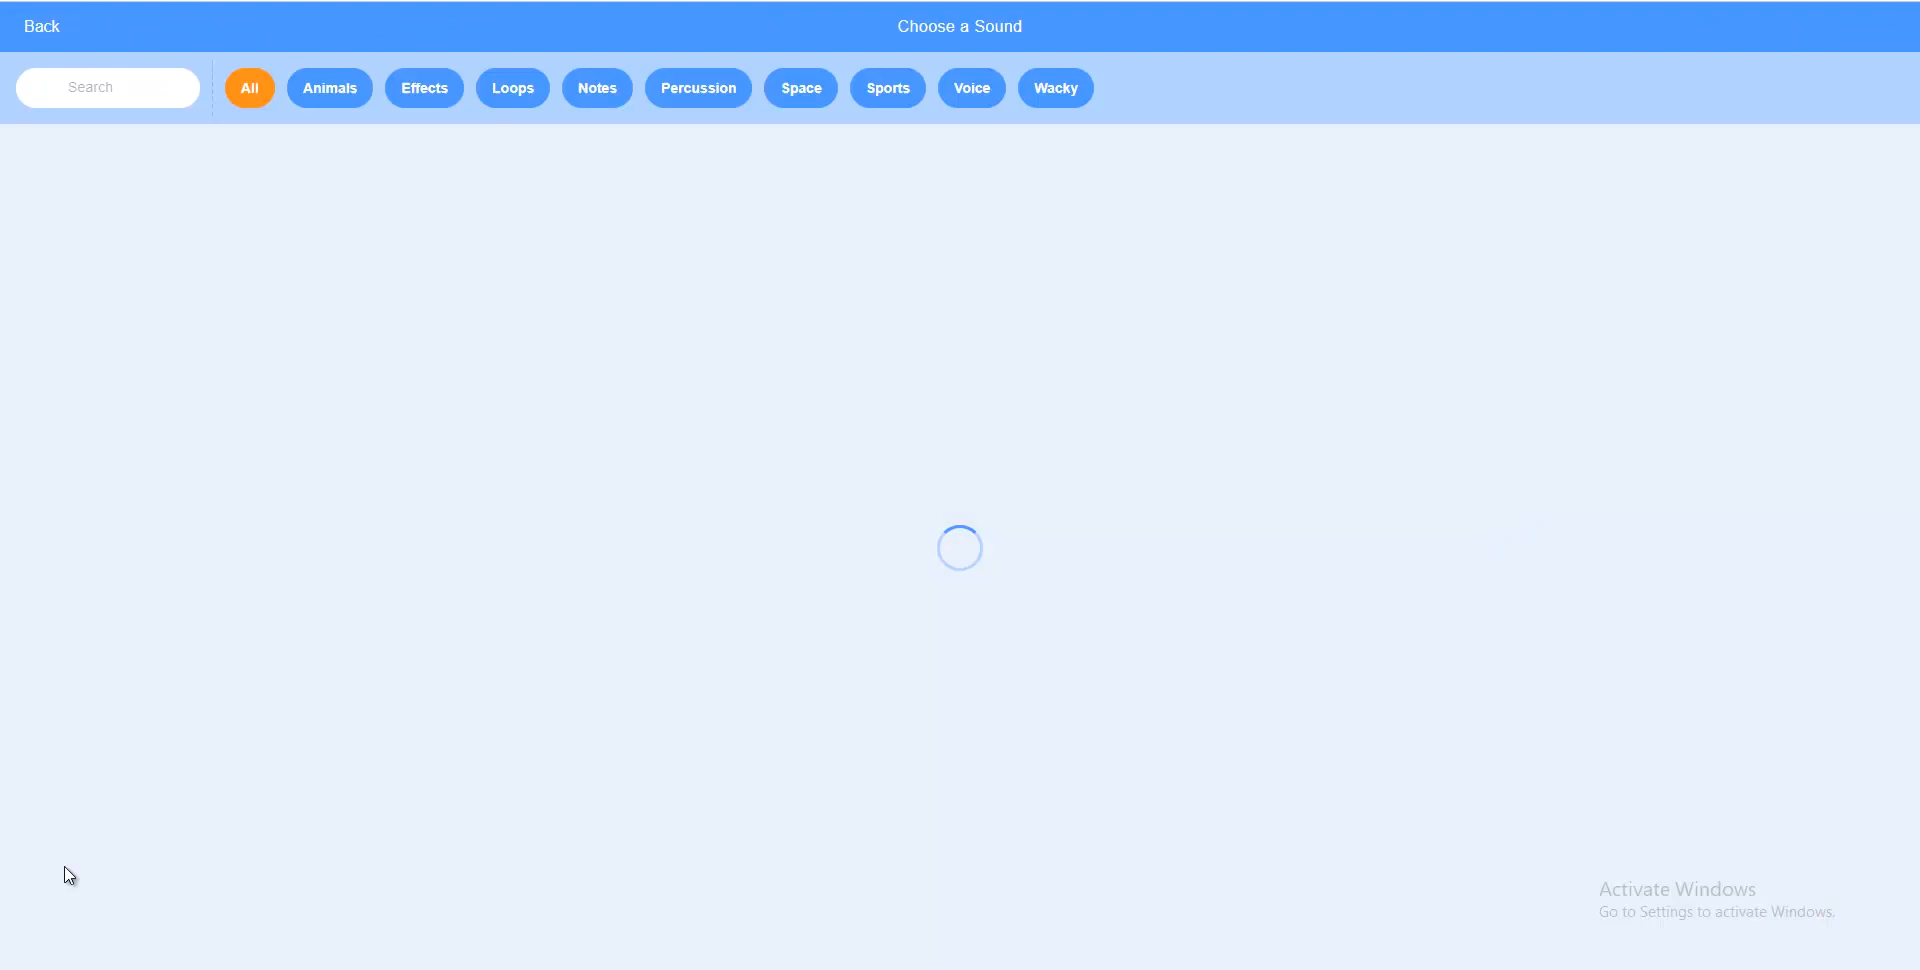 Back
Choose a Sound
Search
All
Animals
Effects
Loops
Notes
Percussion
Space
Sports
Voice
Wacky
Activate Windows
Go to Settings to activate Windows.